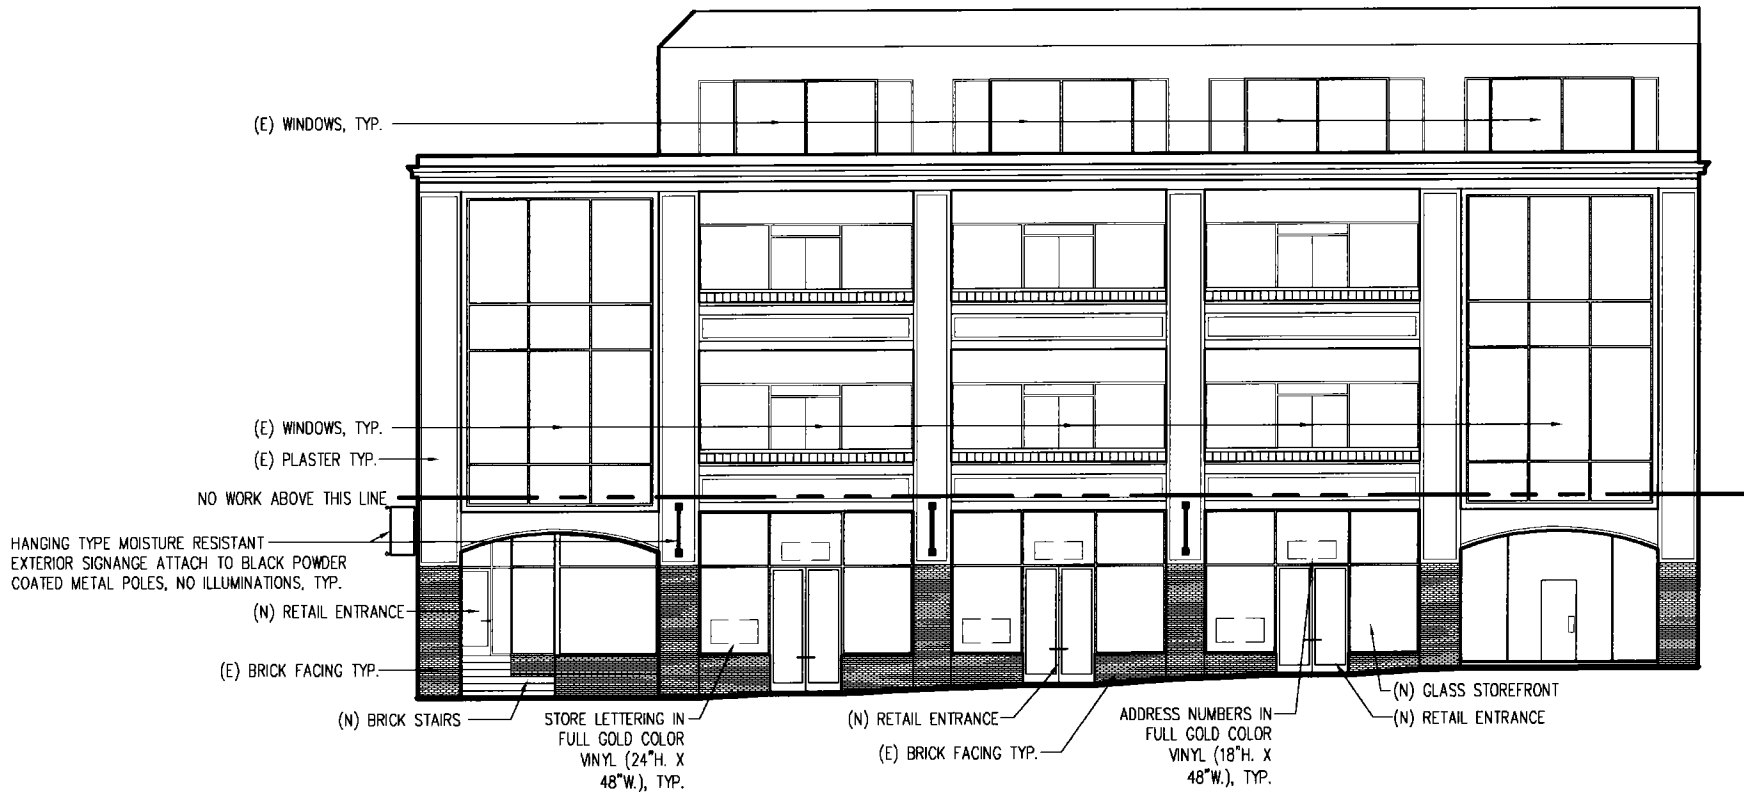 (E) WINDOWS, TYP.
(E) WINDOWS, TYP.
(E) PLASTER TYP.
NO WORK ABOVE THIS LINE
HANGING TYPE MOISTURE RESISTANT
EXTERIOR SIGNANGE ATTACH TO BLACK POWDER
COATED METAL POLES, NO ILLUMINATIONS, TYP.
(N) RETAIL ENTRANCE
(E) BRICK FACING TYP.
(N) BRICK STAIRS
STORE LETTERING IN
FULL GOLD COLOR
VINYL (24"H. X
48"W.), TYP.
(N) RETAIL ENTRANCE
(E) BRICK FACING TYP.
ADDRESS NUMBERS IN
FULL GOLD COLOR
VINYL (18"H. X
48"W.), TYP.
(N) GLASS STOREFRONT
(N) RETAIL ENTRANCE